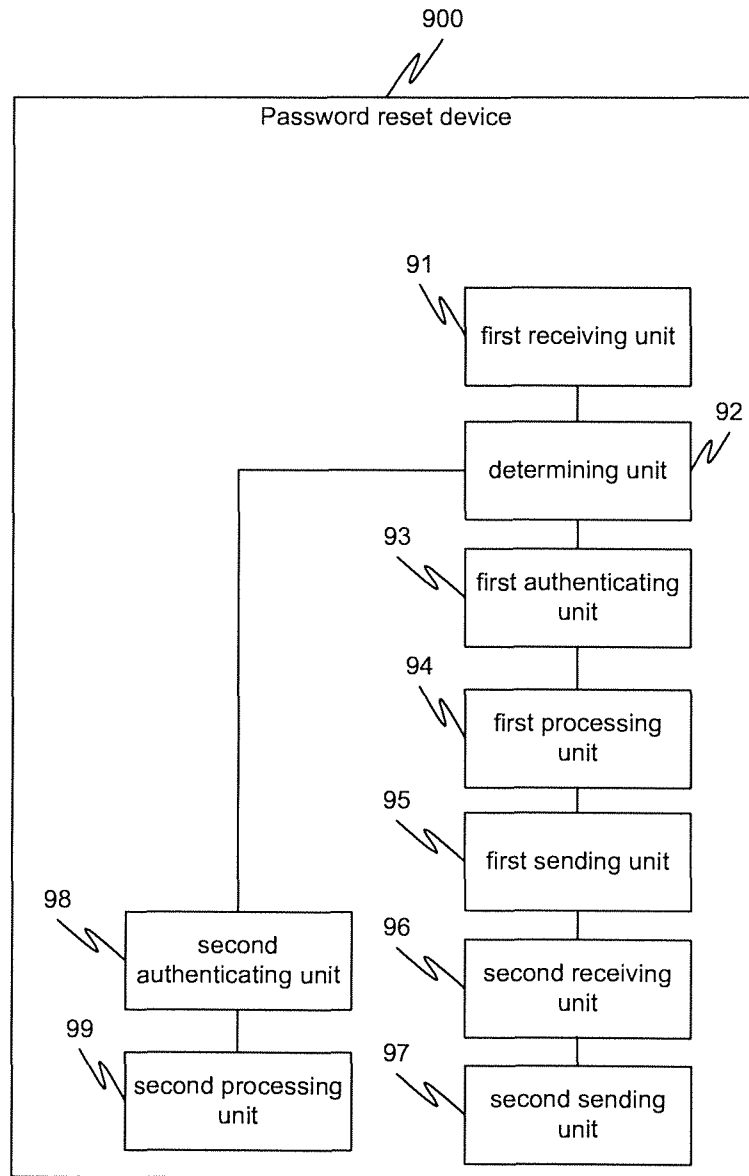 900
Password reset device
91
first receiving unit
92
determining unit
93
first authenticating
unit
94
first processing
unit
95
first sending unit
98
second
authenticating unit
96
second receiving
unit
99
second processing
unit
97
second sending
unit